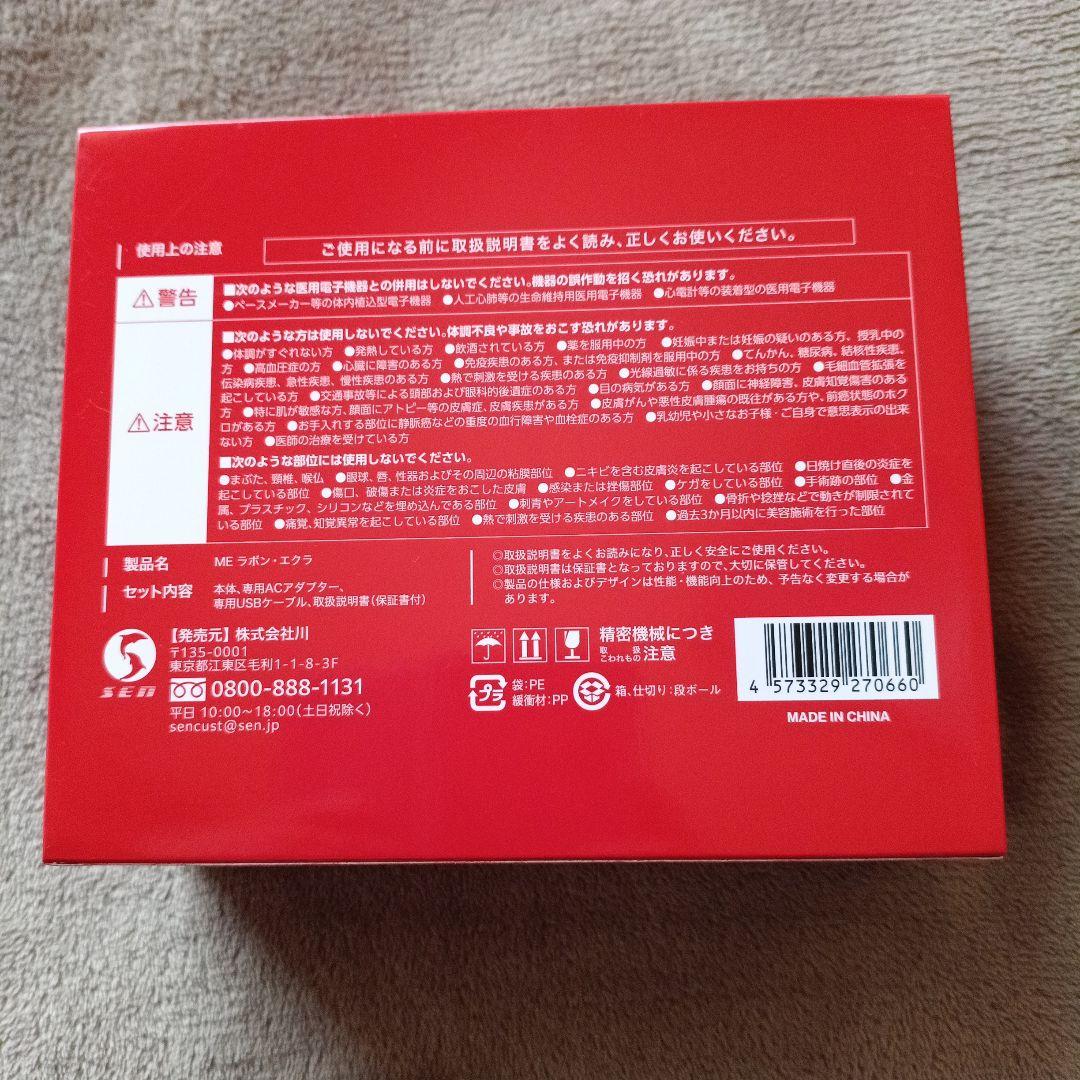 使用上の注意
ご使用になる前に取扱説明書をよく読み、正しくお使いください。
警告
■次のような医用電子機器との併用はしないでください。機器の誤作動を招く恐れがあります。
●ペースメーカー等の体内植込型電子機器 ●人工心肺等の生命維持用医用電子機器 ●心電計等の装着型の医用電子機器
注意
■次のような方は使用しないでください。体調不良や事故をおこす恐れがあります。
●体調がすぐれない方 ●発熱している方 ●飲酒されている方 ●薬を服用中の方 ●妊娠中または妊娠の疑いのある方、授乳中の
方 ●高血圧症の方 ●心臓に障害のある方 ●免疫疾患のある方、または免疫抑制剤を服用中の方 ●てんかん、糖尿病、結核性疾患、
伝染病疾患、急性疾患、慢性疾患のある方 ●熱で刺激を受ける疾患のある方 ●光線過敏に係る疾患をお持ちの方 ●毛細血管拡張を
起こしている方 ●交通事故等による頭部および眼科的後遺症のある方 ●目の病気がある方 ●顔面に神経障害、皮膚知覚傷害のある
方 ●特に肌が敏感な方、顔面にアトピー等の皮膚症、皮膚疾患がある方 ●皮膚がんや悪性皮膚腫瘍の既往がある方や、前癌状態のホク
ロがある方 ●お手入れする部位に静脈瘤などの重度の血行障害や血栓症のある方 ●乳幼児や小さなお子様・ご自身で意思表示の出来
ない方 ●医師の治療を受けている方
■次のような部位には使用しないでください。
●まぶた、頸椎、喉仏 ●眼球、唇、性器およびその周辺の粘膜部位 ●ニキビを含む皮膚炎を起こしている部位 ●日焼け直後の炎症を
起こしている部位 ●傷口、破傷または炎症をおこした皮膚 ●感染または挫傷部位 ●ケガをしている部位 ●手術跡の部位 ●金
属、プラスチック、シリコンなどを埋め込んである部位 ●刺青やアートメイクをしている部位 ●骨折や捻挫などで動きが制限されて
いる部位 ●痛覚、知覚異常を起こしている部位 ●熱で刺激を受ける疾患のある部位 ●過去3か月以内に美容施術を行った部位
製品名 ME ラボン・エクラ
セット内容 本体、専用ACアダプター、
専用USBケーブル、取扱説明書（保証書付）
◎取扱説明書をよくお読みになり、正しく安全にご使用ください。
◎取扱説明書は保証書となっておりますので、大切に保管してください。
◎製品の仕様およびデザインは性能・機能向上のため、予告なく変更する場合が
あります。
SEN
【発売元】株式会社川
〒135-0001
東京都江東区毛利1-1-8-3F
0800-888-1131
平日 10:00〜18:00（土日祝除く）
sencust@sen.jp
精密機械につき
取扱注意
こわれもの
プラ
袋：PE
緩衝材：PP
箱、仕切り：段ボール
4 573329 270660
MADE IN CHINA